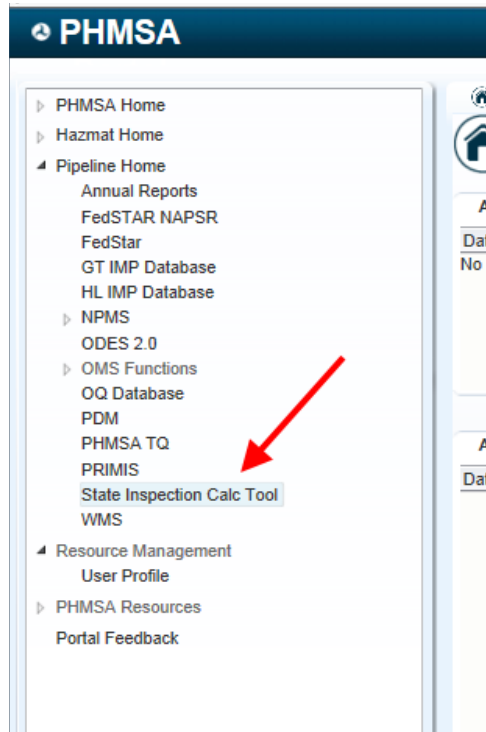 PHMSA
PHMSA Home
Hazmat Home
Pipeline Home
Annual Reports
FedSTAR NAPSR
FedStar
GT IMP Database
HL IMP Database
NPMS
ODES 2.0
OMS Functions
OQ Database
PDM
PHMSA TQ
PRIMIS
State Inspection Calc Tool
WMS
Resource Management
User Profile
PHMSA Resources
Portal Feedback
No